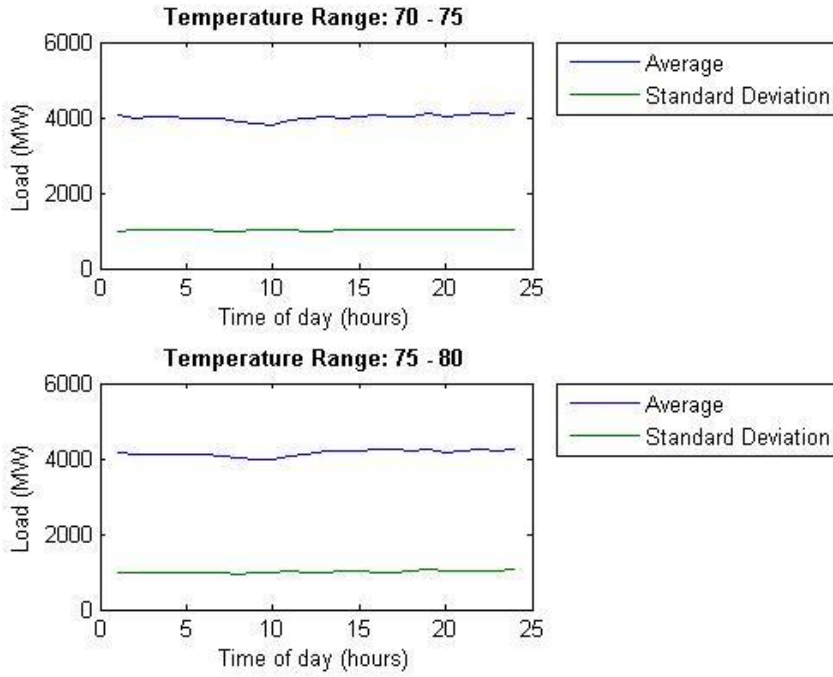 Temperature Range: 70 - 75
6000
4000
2000
0
Load (MW)
0 5 10 15 20 25
Time of day (hours)
Average
Standard Deviation
Temperature Range: 75 - 80
6000
4000
2000
0
Load (MW)
0 5 10 15 20 25
Time of day (hours)
Average
Standard Deviation